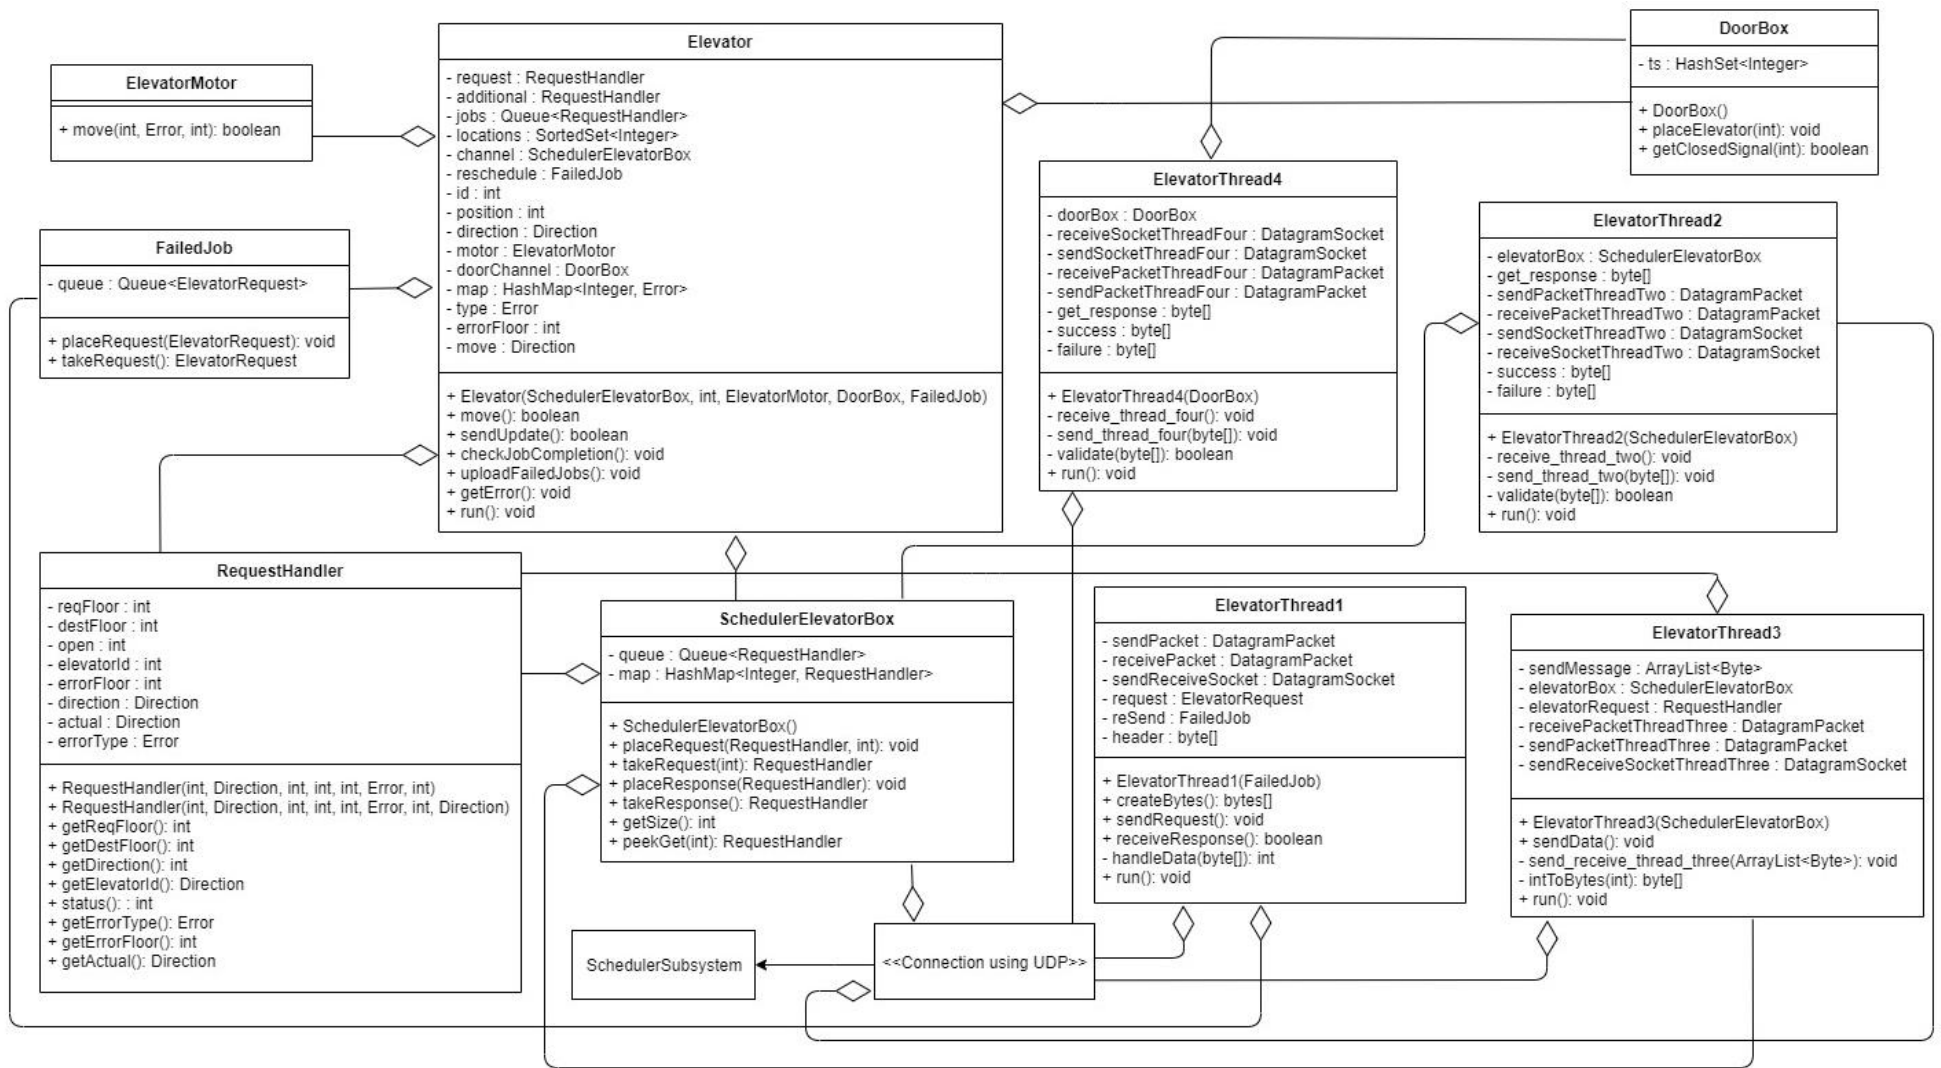 ElevatorMotor
+ move(int, Error, int): boolean
FailedJob
- queue : Queue<ElevatorRequest>
+ placeRequest(ElevatorRequest): void
+ takeRequest(): ElevatorRequest
Elevator
- request : RequestHandler
- additional : RequestHandler
- jobs : Queue<RequestHandler>
- locations : SortedSet<Integer>
- channel : SchedulerElevatorBox
- reschedule : FailedJob
- id : int
- position : int
- direction : Direction
- motor : ElevatorMotor
- doorChannel : DoorBox
- map : HashMap<Integer, Error>
- type : Error
- errorFloor : int
- move : Direction
+ Elevator(SchedulerElevatorBox, int, ElevatorMotor, DoorBox, FailedJob)
+ move(): boolean
+ sendUpdate(): boolean
+ checkJobCompletion(): void
+ uploadFailedJobs(): void
+ getError(): void
+ run(): void
DoorBox
- ts : HashSet<Integer>
+ DoorBox()
+ placeElevator(int): void
+ getClosedSignal(int): boolean
ElevatorThread4
- doorBox : DoorBox
- receiveSocketThreadFour : DatagramSocket
- sendSocketThreadFour : DatagramSocket
- receivePacketThreadFour : DatagramPacket
- sendPacketThreadFour : DatagramPacket
- get_response : byte[]
- success : byte[]
- failure : byte[]
+ ElevatorThread4(DoorBox)
- receive_thread_four(): void
- send_thread_four(byte[]): void
- validate(byte[]): boolean
+ run(): void
ElevatorThread2
- elevatorBox : SchedulerElevatorBox
- get_response : byte[]
- sendPacketThreadTwo : DatagramPacket
- receivePacketThreadTwo : DatagramPacket
- sendSocketThreadTwo : DatagramSocket
- receiveSocketThreadTwo : DatagramSocket
- success : byte[]
- failure : byte[]
+ ElevatorThread2(SchedulerElevatorBox)
- receive_thread_two(): void
- send_thread_two(byte[]): void
- validate(byte[]): boolean
+ run(): void
RequestHandler
- reqFloor : int
- destFloor : int
- open : int
- elevatorId : int
- errorFloor : int
- direction : Direction
- actual : Direction
- errorType : Error
+ RequestHandler(int, Direction, int, int, int, Error, int)
+ RequestHandler(int, Direction, int, int, int, Error, int, Direction)
+ getReqFloor(): int
+ getDestFloor(): int
+ getDirection(): int
+ getElevatorId(): Direction
+ status(): : int
+ getErrorType(): Error
+ getErrorFloor(): int
+ getActual(): Direction
SchedulerElevatorBox
- queue : Queue<RequestHandler>
- map : HashMap<Integer, RequestHandler>
+ SchedulerElevatorBox()
+ placeRequest(RequestHandler, int): void
+ takeRequest(int): RequestHandler
+ placeResponse(RequestHandler): void
+ takeResponse(): RequestHandler
+ getSize(): int
+ peekGet(int): RequestHandler
ElevatorThread1
- sendPacket : DatagramPacket
- receivePacket : DatagramPacket
- sendReceiveSocket : DatagramSocket
- request : ElevatorRequest
- reSend : FailedJob
- header : byte[]
+ ElevatorThread1(FailedJob)
+ createBytes(): bytes[]
+ sendRequest(): void
+ receiveResponse(): boolean
- handleData(byte[]): int
+ run(): void
ElevatorThread3
- sendMessage : ArrayList<Byte>
- elevatorBox : SchedulerElevatorBox
- elevatorRequest : RequestHandler
- receivePacketThreadThree : DatagramPacket
- sendPacketThreadThree : DatagramPacket
- sendReceiveSocketThreadThree : DatagramSocket
+ ElevatorThread3(SchedulerElevatorBox)
+ sendData(): void
- send_receive_thread_three(ArrayList<Byte>): void
- intToBytes(int): byte[]
+ run(): void
SchedulerSubsystem
<<Connection using UDP>>